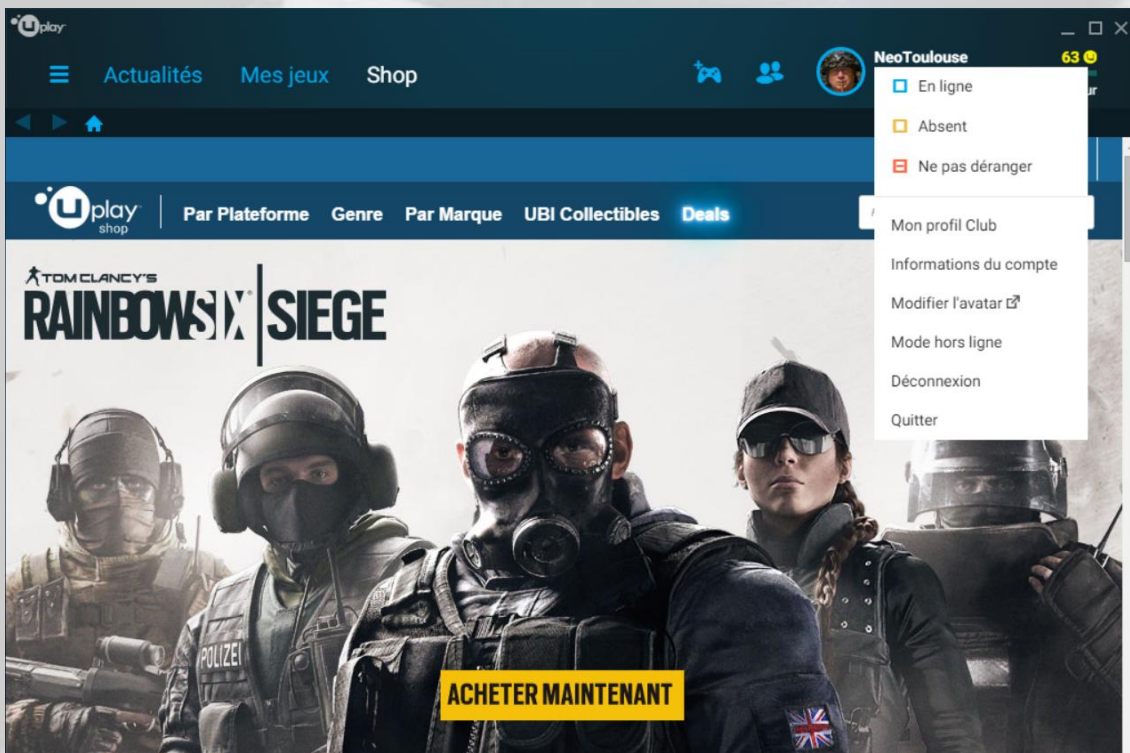 Uplay
Actualités Mes jeux Shop
NeoToulouse 63
En ligne
Absent
Ne pas déranger
Mon profil Club
Informations du compte
Modifier l'avatar
Mode hors ligne
Déconnexion
Quitter
Uplay
shop
Par Plateforme Genre Par Marque UBI Collectibles Deals
TOM CLANCY'S
RAINBOWSIX SIEGE
POLIZEI
ACHETER MAINTENANT